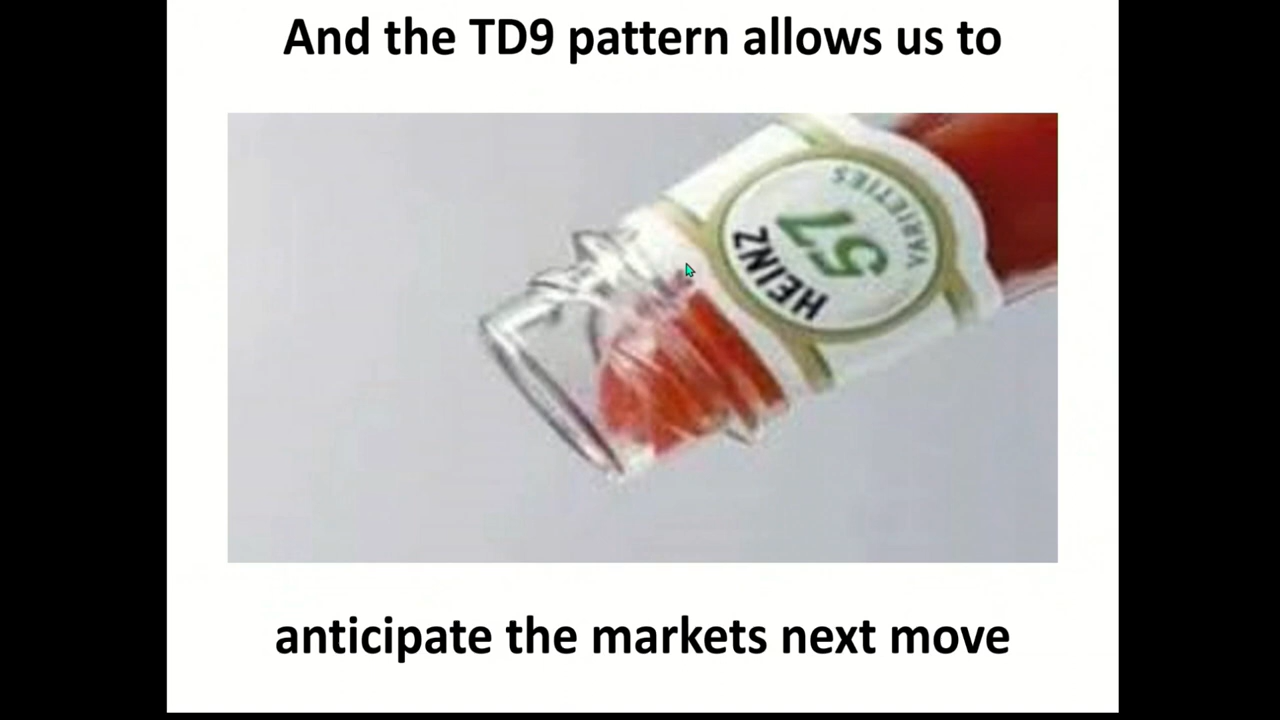 And the TD9 pattern allows us to
VARIETIES
57
HEINZ
anticipate the markets next move